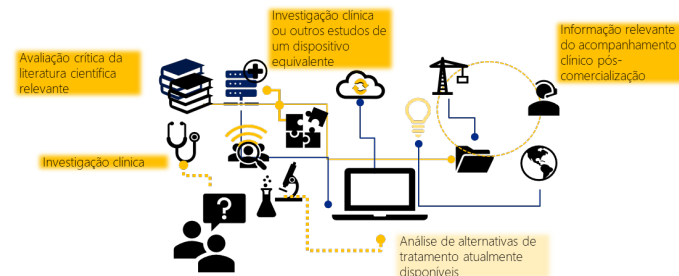 Avaliação crítica da
literatura científica
relevante
Investigação clínica
ou outros estudos de
um dispositivo
equivalente
Informação relevante
do acompanhamento
clínico pós-
comercialização
Investigação clínica
?
Análise de alternativas de
tratamento atualmente
disponíveis